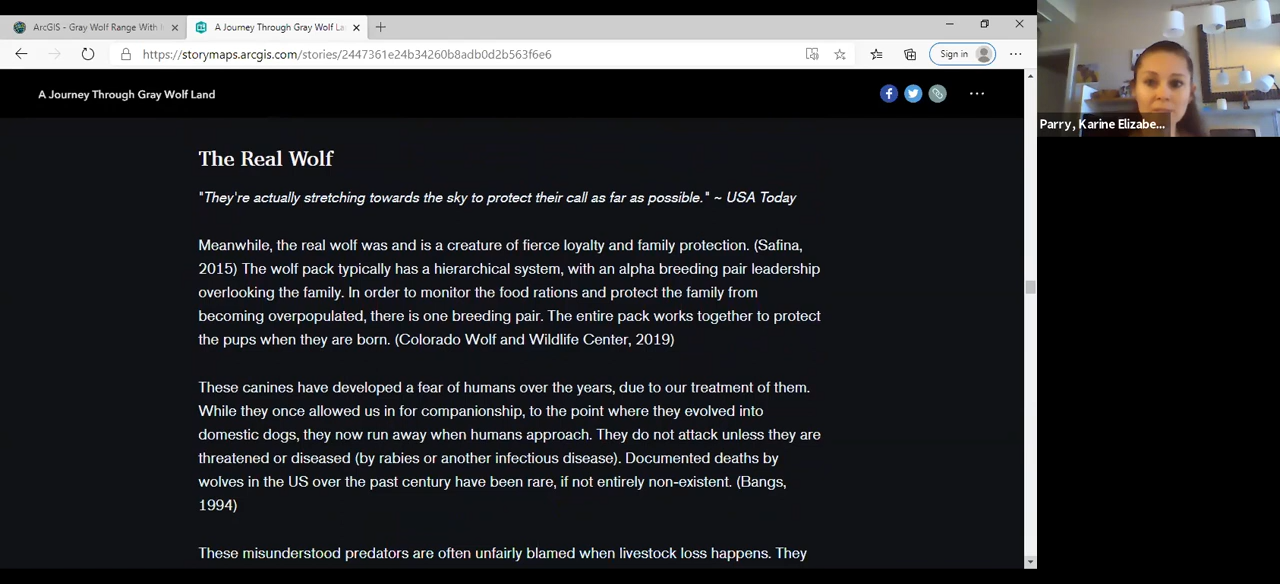 ArcGIS - Gray Wolf Range With
A Journey Through Gray Wolf La
https://storymaps.arcgis.com/stories/2447361e24b34260b8adb0d2b563f6e6
Sign in
A Journey Through Gray Wolf Land
Parry, Karine Elizabe...
The Real Wolf
"They're actually stretching towards the sky to protect their call as far as possible." ~ USA Today
Meanwhile, the real wolf was and is a creature of fierce loyalty and family protection. (Safina,
2015) The wolf pack typically has a hierarchical system, with an alpha breeding pair leadership
overlooking the family. In order to monitor the food rations and protect the family from
becoming overpopulated, there is one breeding pair. The entire pack works together to protect
the pups when they are born. (Colorado Wolf and Wildlife Center, 2019)
These canines have developed a fear of humans over the years, due to our treatment of them.
While they once allowed us in for companionship, to the point where they evolved into
domestic dogs, they now run away when humans approach. They do not attack unless they are
threatened or diseased (by rabies or another infectious disease). Documented deaths by
wolves in the US over the past century have been rare, if not entirely non-existent. (Bangs,
1994)
These misunderstood predators are often unfairly blamed when livestock loss happens. They